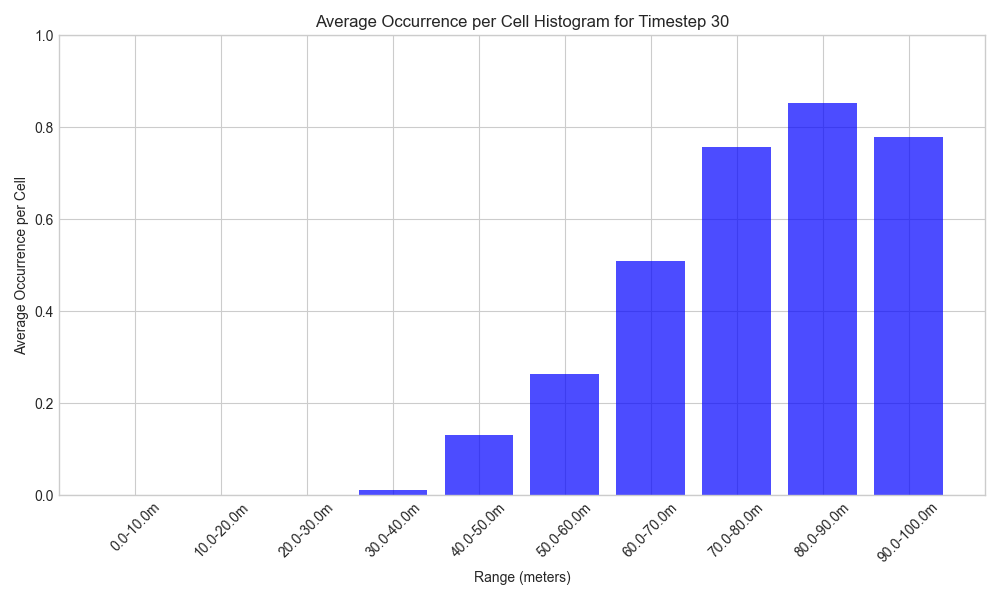 Average Occurrence per Cell Histogram for Timestep 30
1.0
0.8
0.6
0.4
0.2
0.0
Average Occurrence per Cell
0.0-10.0m
10.0-20.0m
20.0-30.0m
30.0-40.0m
40.0-50.0m
50.0-60.0m
60.0-70.0m
70.0-80.0m
80.0-90.0m
90.0-100.0m
Range (meters)